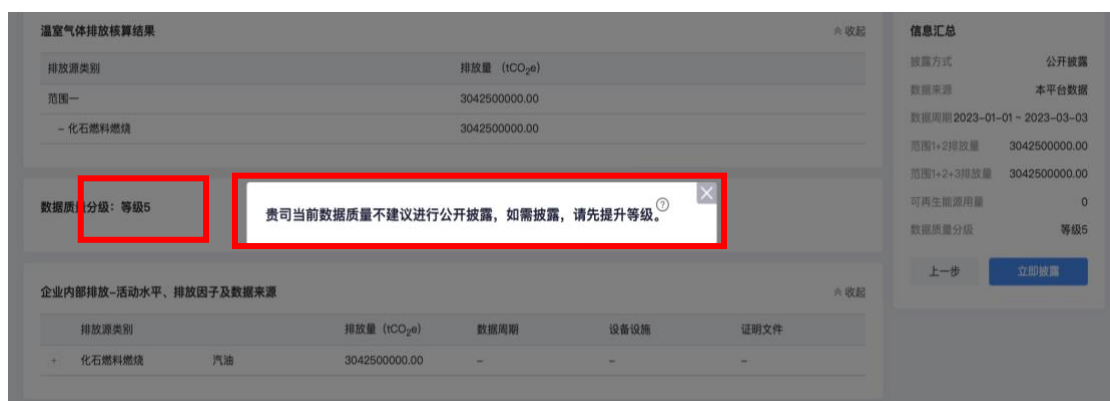 温室气体排放核算结果
收起
排放源类别 排放量 (tCO₂e)
范围一 3042500000.00
- 化石燃料燃烧 3042500000.00
数据质量分级：等级5
贵司当前数据质量不建议进行公开披露，如需披露，请先提升等级。
企业内部排放-活动水平、排放因子及数据来源
收起
排放源类别 排放量 (tCO₂e) 数据周期 设备设施 证明文件
+ 化石燃料燃烧 汽油 3042500000.00 - - -
信息汇总
披露方式 公开披露
数据来源 本平台数据
数据周期 2023-01-01 ~ 2023-03-03
范围1+2排放量 3042500000.00
范围1+2+3排放量 3042500000.00
可再生能源用量 0
数据质量分级 等级5
上一步 立即披露